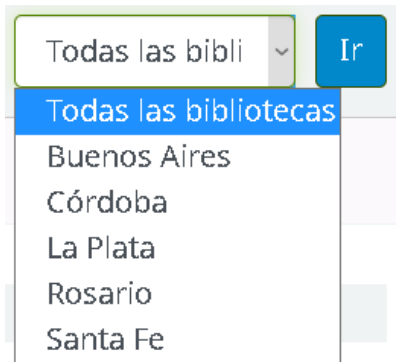 Todas las bibli Ir
Todas las bibliotecas
Buenos Aires
Córdoba
La Plata
Rosario
Santa Fe